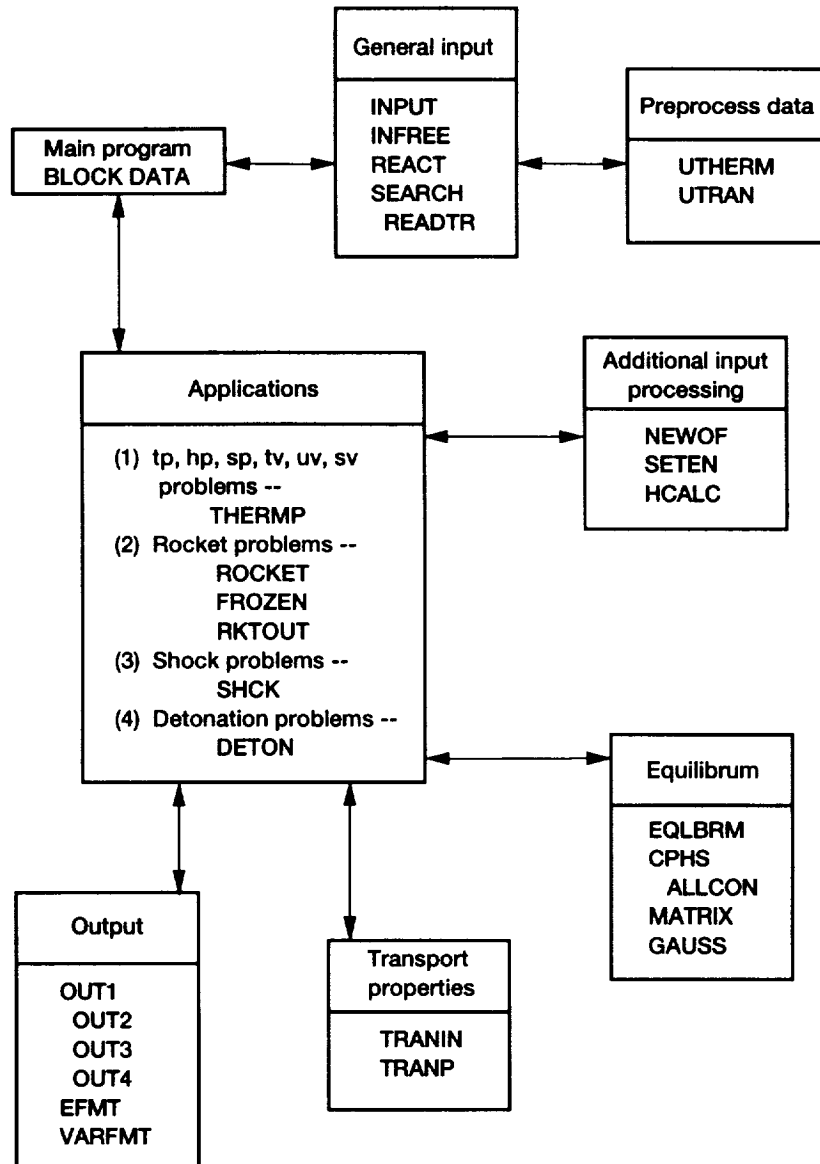 General input
INPUT
INFREE
REACT
SEARCH
READTR
Preprocess data
UTHERM
UTRAN
Main program
BLOCK DATA
Applications
(1) tp, hp, sp, tv, uv, sv
problems --
THERMP
(2) Rocket problems --
ROCKET
FROZEN
RKTOUT
(3) Shock problems --
SHCK
(4) Detonation problems --
DETON
Additional input
processing
NEWOF
SETEN
HCALC
Equilibrum
EQLBRM
CPHS
ALLCON
MATRIX
GAUSS
Output
OUT1
OUT2
OUT3
OUT4
EFMT
VARFMT
Transport
properties
TRANIN
TRANP